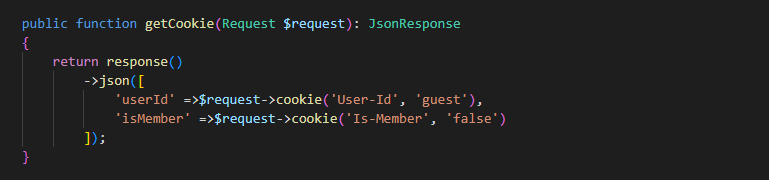 public function getCookie(Request $request): JsonResponse
{
    return response()
        ->json([
            'userId' =>$request->cookie('User-Id', 'guest'),
            'isMember' =>$request->cookie('Is-Member', 'false')
        ]);
}